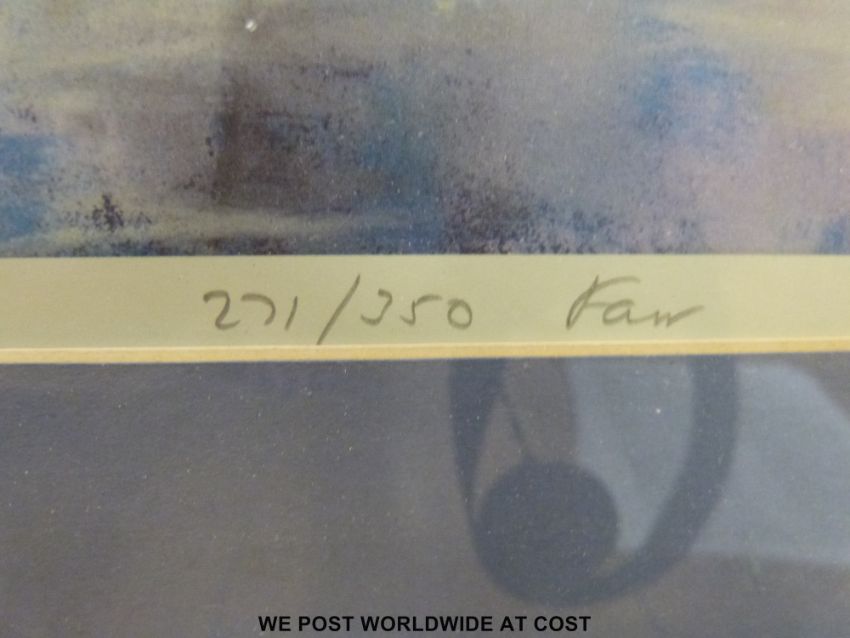 271/350 Faw
WE POST WORLDWIDE AT COST